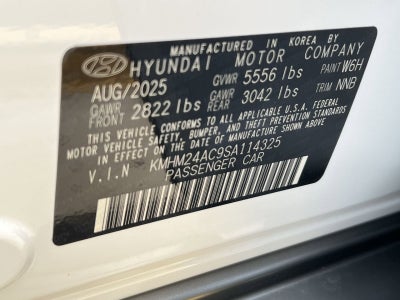 MANUFACTURED IN KOREA BY
HYUNDAI MOTOR COMPANY
AUG/2025 GVWR 5556 lbs PAINT W6H
GAWR FRONT 2822 lbs GAWR REAR 3042 lbs TRIM NNB
THIS VEHICLE CONFORMS TO ALL APPLICABLE U.S.A. FEDERAL
MOTOR VEHICLE SAFETY, BUMPER, AND THEFT PREVENTION STANDARDS
IN EFFECT ON THE DATE OF MANUFACTURE SHOWN ABOVE.
V.I.N KMHM24AC9SA114325
PASSENGER CAR